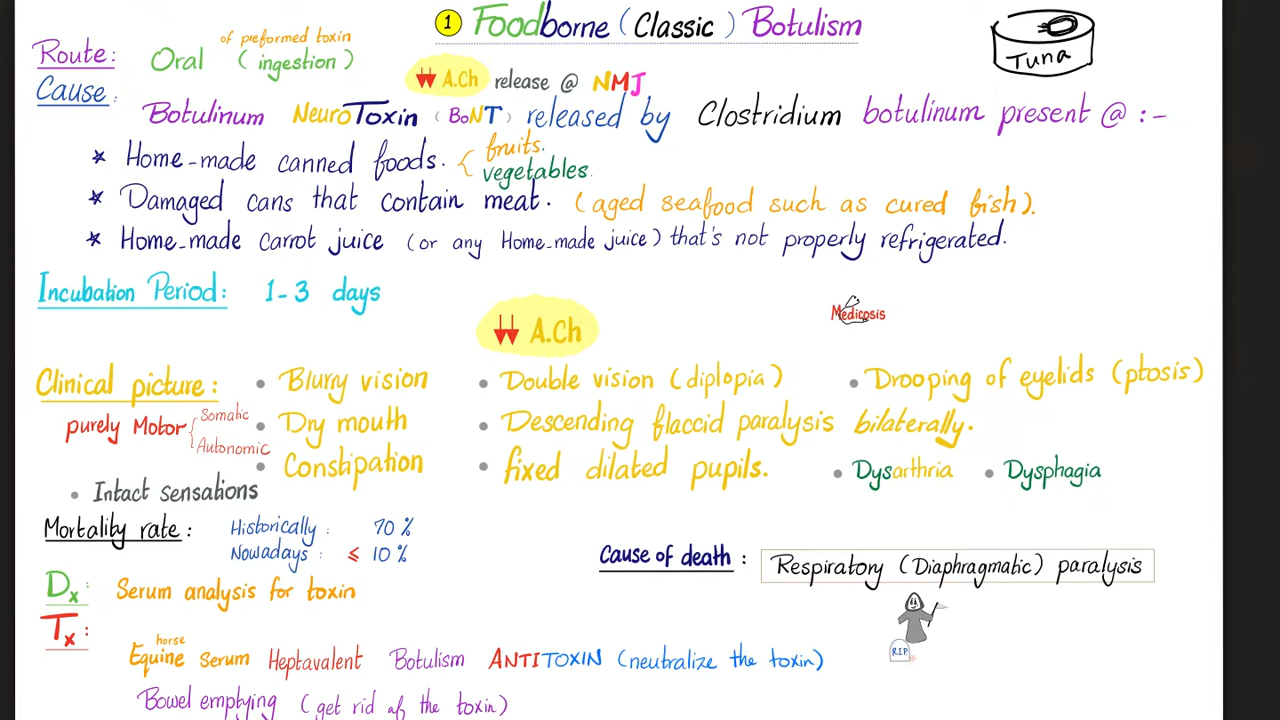 1 Foodborne (Classic) Botulism
Tuna
Route: Oral (ingestion) of preformed toxin
↓↓ A.Ch release @ NMJ
Cause:
Botulinum NeuroToxin (BoNT) released by Clostridium botulinum present @ :-
* Home-made canned foods. { fruits. vegetables.
* Damaged cans that contain meat. (aged seafood such as cured fish).
* Home-made carrot juice (or any Home-made juice) that's not properly refrigerated.
Incubation Period: 1-3 days
Medicosis
↓↓ A.Ch
Clinical picture: • Blurry vision • Double vision (diplopia) • Drooping of eyelids (ptosis)
purely Motor { Somatic Autonomic • Dry mouth • Descending flaccid paralysis bilaterally.
• Constipation • fixed dilated pupils. • Dysarthria • Dysphagia
• Intact sensations
Mortality rate: Historically: 70%
Nowadays: ≤ 10%
Cause of death: Respiratory (Diaphragmatic) paralysis
R.I.P
Dx: Serum analysis for toxin
Tx:
horse
Equine serum Heptavalent Botulism ANTITOXIN (neutralize the toxin)
Bowel emptying (get rid of the toxin)